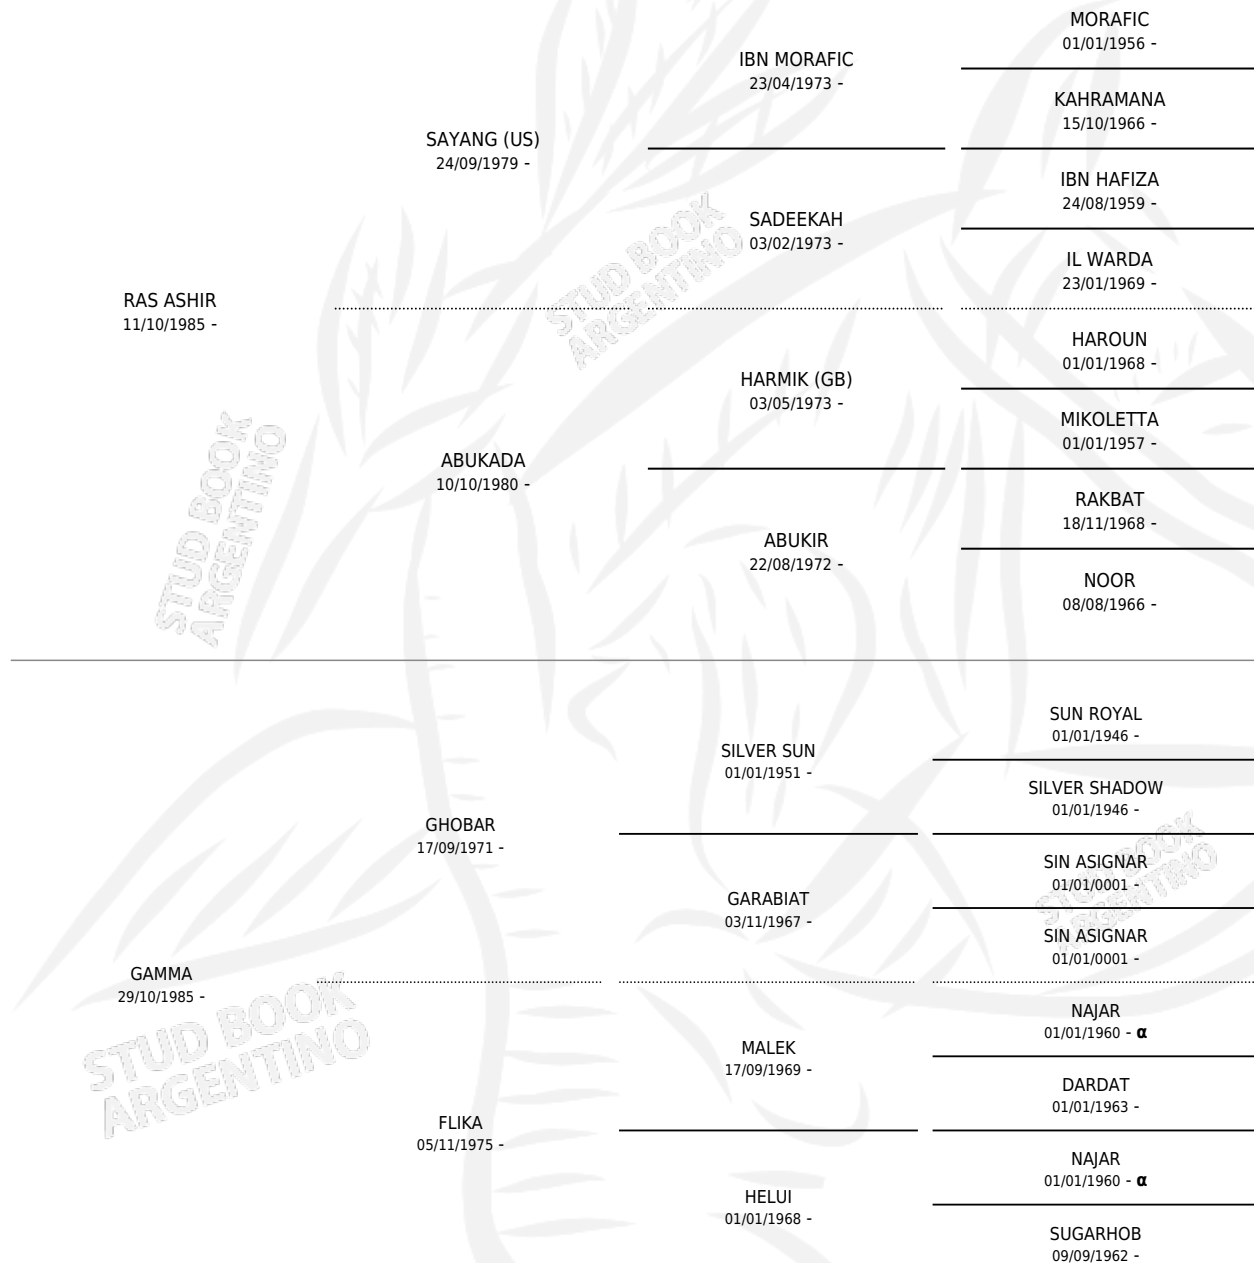 MORAFIC
01/01/1956 -
IBN MORAFIC
23/04/1973 -
KAHRAMANA
15/10/1966 -
SAYANG (US)
24/09/1979 -
IBN HAFIZA
24/08/1959 -
SADEEKAH
03/02/1973 -
IL WARDA
23/01/1969 -
RAS ASHIR
11/10/1985 -
HAROUN
01/01/1968 -
HARMIK (GB)
03/05/1973 -
MIKOLETTA
01/01/1957 -
ABUKADA
10/10/1980 -
RAKBAT
18/11/1968 -
ABUKIR
22/08/1972 -
NOOR
08/08/1966 -
SUN ROYAL
01/01/1946 -
SILVER SUN
01/01/1951 -
SILVER SHADOW
01/01/1946 -
GHOBAR
17/09/1971 -
SIN ASIGNAR
01/01/0001 -
GARABIAT
03/11/1967 -
SIN ASIGNAR
01/01/0001 -
GAMMA
29/10/1985 -
NAJAR
01/01/1960 - α
MALEK
17/09/1969 -
DARDAT
01/01/1963 -
FLIKA
05/11/1975 -
NAJAR
01/01/1960 - α
HELUI
01/01/1968 -
SUGARHOB
09/09/1962 -
STUD BOOK
ARGENTINO
STUD BOOK
ARGENTINO
STUD BOOK
ARGENTINO
STUD BOOK
ARGENTINO